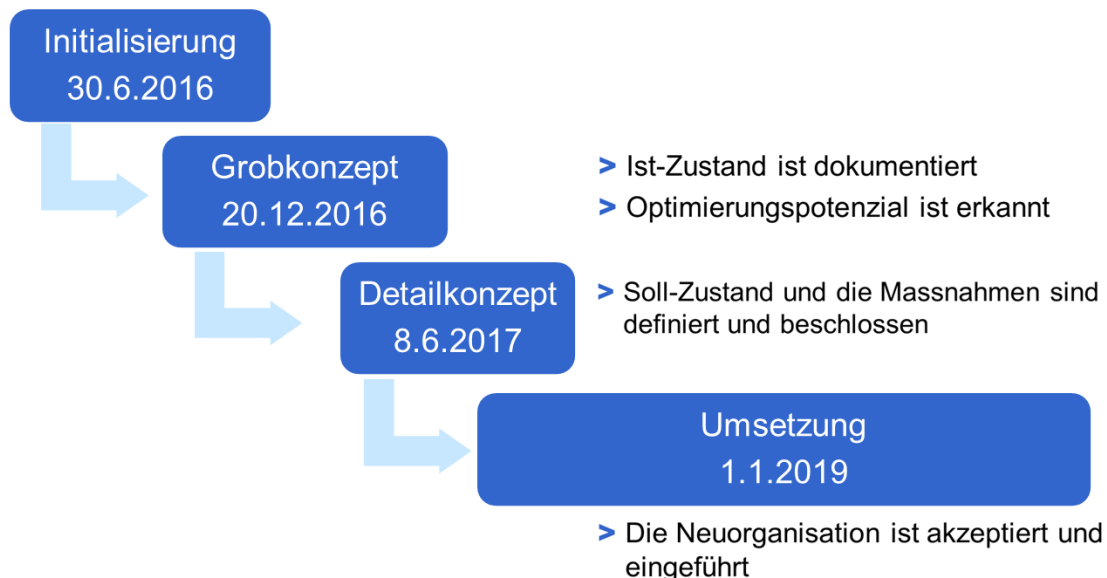 Initialisierung
30.6.2016
Grobkonzept
20.12.2016
> Ist-Zustand ist dokumentiert
> Optimierungspotenzial ist erkannt
Detailkonzept
8.6.2017
> Soll-Zustand und die Massnahmen sind
definiert und beschlossen
Umsetzung
1.1.2019
> Die Neuorganisation ist akzeptiert und
eingeführt